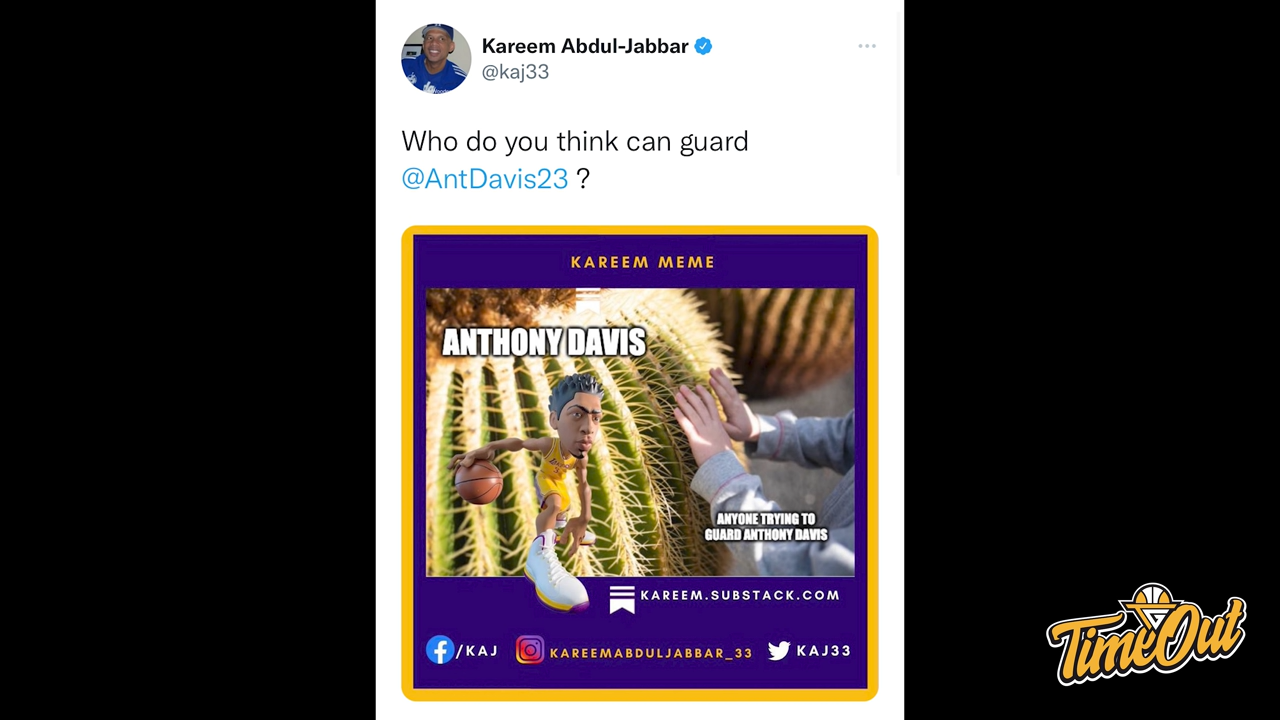 Kareem Abdul-Jabbar
@kaj33
Who do you think can guard
@AntDavis23 ?
KAREEM MEME
ANTHONY DAVIS
ANYONE TRYING TO
GUARD ANTHONY DAVIS
KAREEM.SUBSTACK.COM
/KAJ KAREEMABDULJABBAR_33 KAJ33
TimeOut